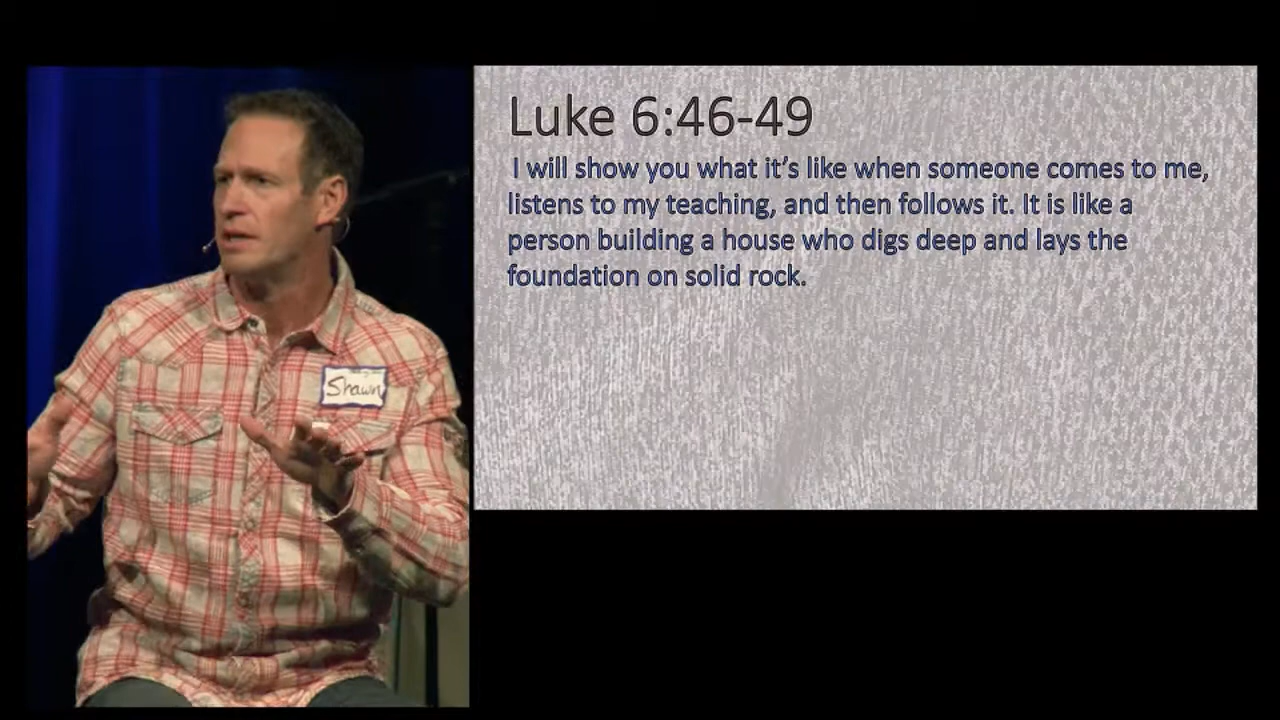 Luke 6:46-49
I will show you what it's like when someone comes to me,
listens to my teaching, and then follows it. It is like a
person building a house who digs deep and lays the
foundation on solid rock.
Shawn